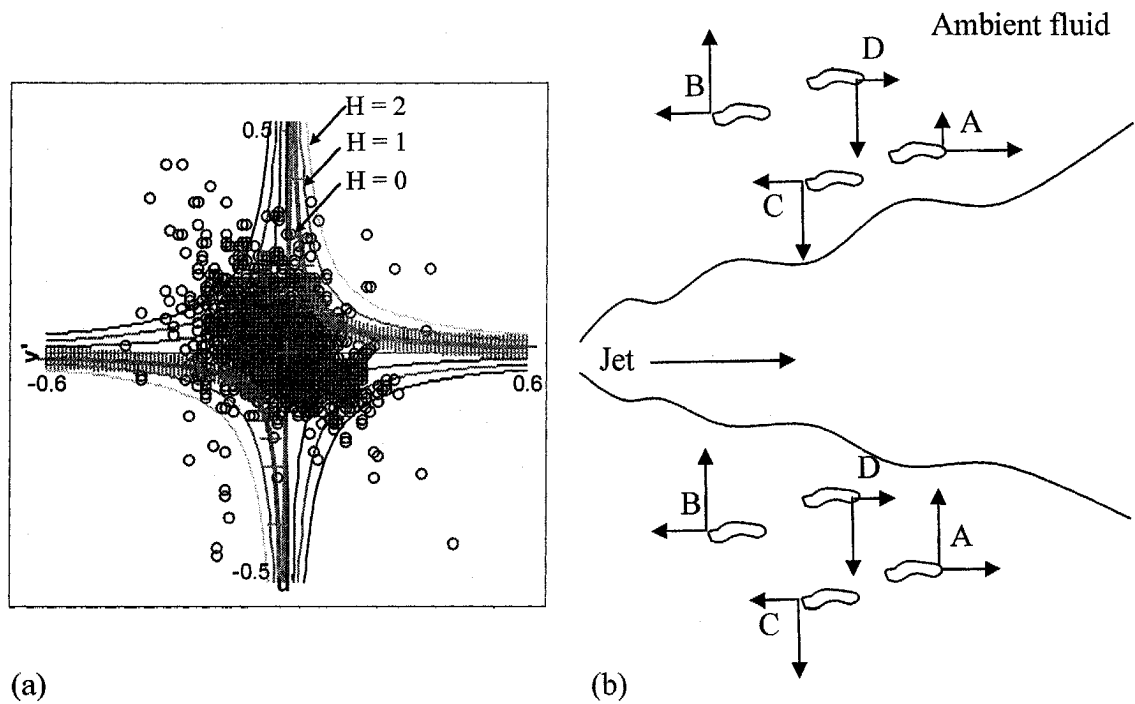 0.5
H = 2
H = 1
H = 0
v'
-0.6
0.6
-0.5
(a)
Ambient fluid
D
B
A
C
Jet
D
B
A
C
(b)